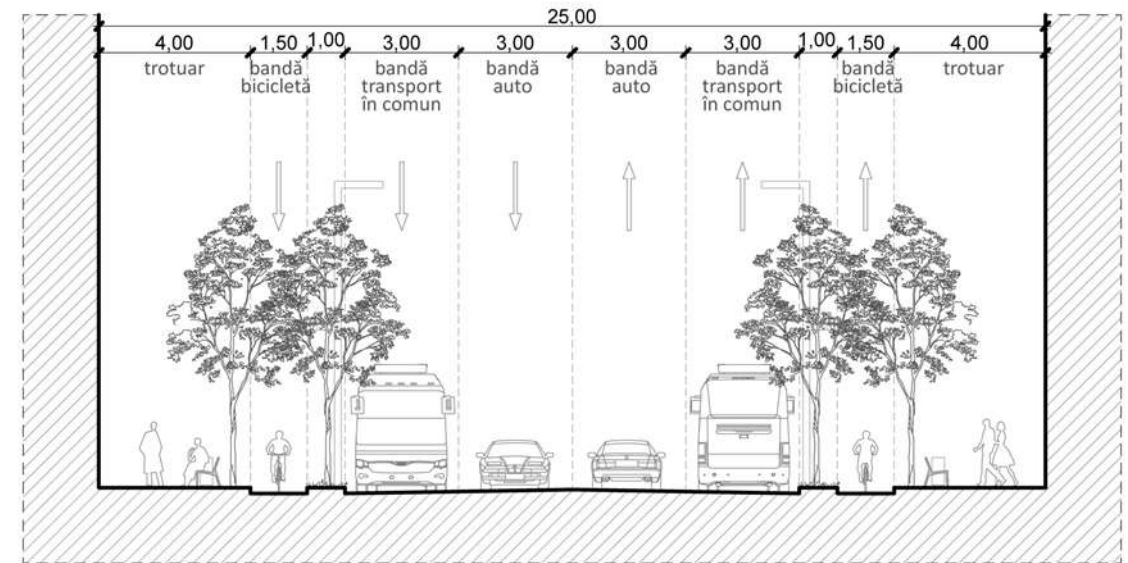 25,00
4,00 1,50 1,00 3,00 3,00 3,00 3,00 1,00 1,50 4,00
trotuar bandă bandă bandă bandă bandă bandă trotuar
bicicletă transport auto auto transport bicicletă
în comun în comun